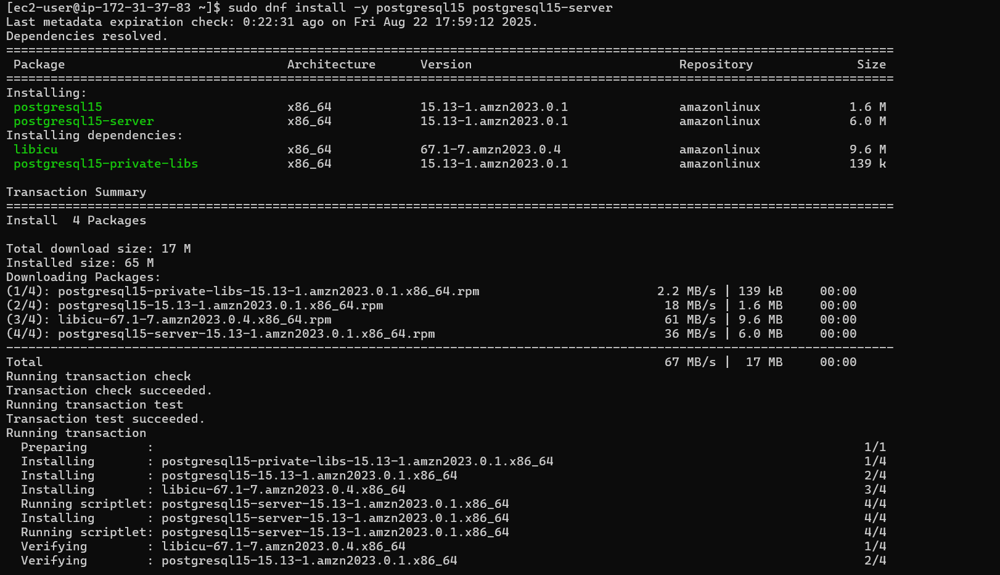 [ec2-user@ip-172-31-37-83 ~]$ sudo dnf install -y postgresql15 postgresql15-server
Last metadata expiration check: 0:22:31 ago on Fri Aug 22 17:59:12 2025.
Dependencies resolved.
========================================================================================================================
 Package                              Architecture      Version                            Repository              Size
========================================================================================================================
Installing:
 postgresql15                         x86_64            15.13-1.amzn2023.0.1               amazonlinux            1.6 M
 postgresql15-server                  x86_64            15.13-1.amzn2023.0.1               amazonlinux            6.0 M
Installing dependencies:
 libicu                               x86_64            67.1-7.amzn2023.0.4                amazonlinux            9.6 M
 postgresql15-private-libs            x86_64            15.13-1.amzn2023.0.1               amazonlinux            139 k

Transaction Summary
========================================================================================================================
Install  4 Packages

Total download size: 17 M
Installed size: 65 M
Downloading Packages:
(1/4): postgresql15-private-libs-15.13-1.amzn2023.0.1.x86_64.rpm                        2.2 MB/s | 139 kB     00:00
(2/4): postgresql15-15.13-1.amzn2023.0.1.x86_64.rpm                                      18 MB/s | 1.6 MB     00:00
(3/4): libicu-67.1-7.amzn2023.0.4.x86_64.rpm                                             61 MB/s | 9.6 MB     00:00
(4/4): postgresql15-server-15.13-1.amzn2023.0.1.x86_64.rpm                               36 MB/s | 6.0 MB     00:00
------------------------------------------------------------------------------------------------------------------------
Total                                                                                    67 MB/s |  17 MB     00:00
Running transaction check
Transaction check succeeded.
Running transaction test
Transaction test succeeded.
Running transaction
  Preparing        :                                                                                                1/1
  Installing       : postgresql15-private-libs-15.13-1.amzn2023.0.1.x86_64                                          1/4
  Installing       : postgresql15-15.13-1.amzn2023.0.1.x86_64                                                       2/4
  Installing       : libicu-67.1-7.amzn2023.0.4.x86_64                                                              3/4
  Running scriptlet: postgresql15-server-15.13-1.amzn2023.0.1.x86_64                                                4/4
  Installing       : postgresql15-server-15.13-1.amzn2023.0.1.x86_64                                                4/4
  Running scriptlet: postgresql15-server-15.13-1.amzn2023.0.1.x86_64                                                4/4
  Verifying        : libicu-67.1-7.amzn2023.0.4.x86_64                                                              1/4
  Verifying        : postgresql15-15.13-1.amzn2023.0.1.x86_64                                                       2/4